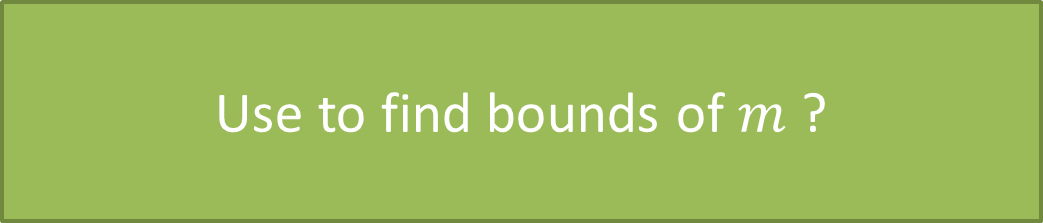 Use to find bounds of 𝑚 ?